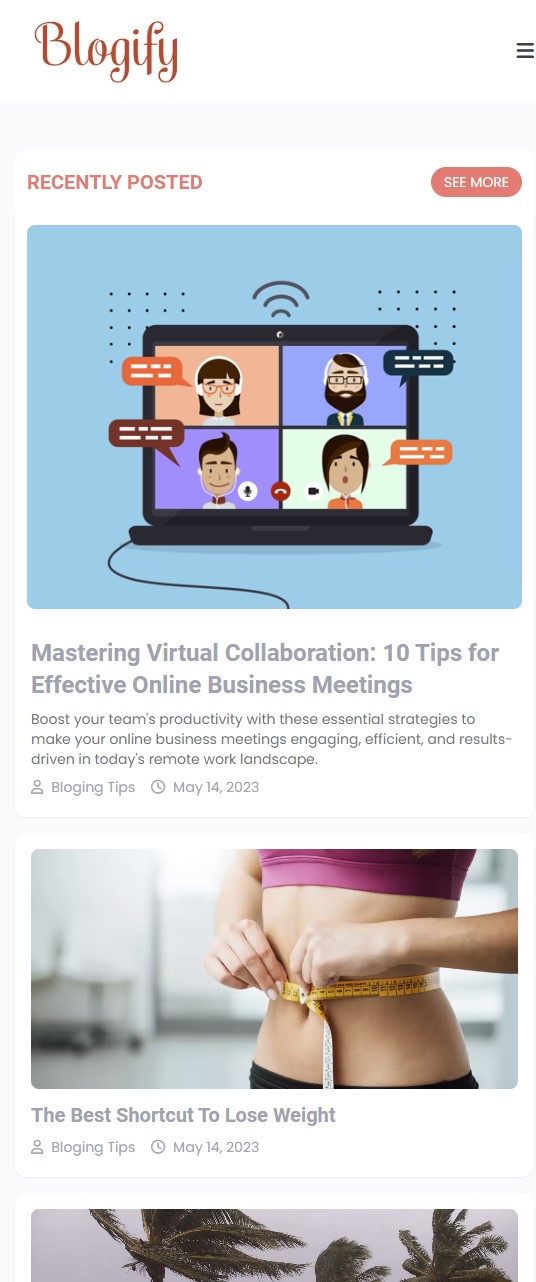 Blogify
RECENTLY POSTED
SEE MORE
Mastering Virtual Collaboration: 10 Tips for
Effective Online Business Meetings
Boost your team's productivity with these essential strategies to
make your online business meetings engaging, efficient, and results-
driven in today's remote work landscape.
Bloging Tips May 14, 2023
The Best Shortcut To Lose Weight
Bloging Tips May 14, 2023